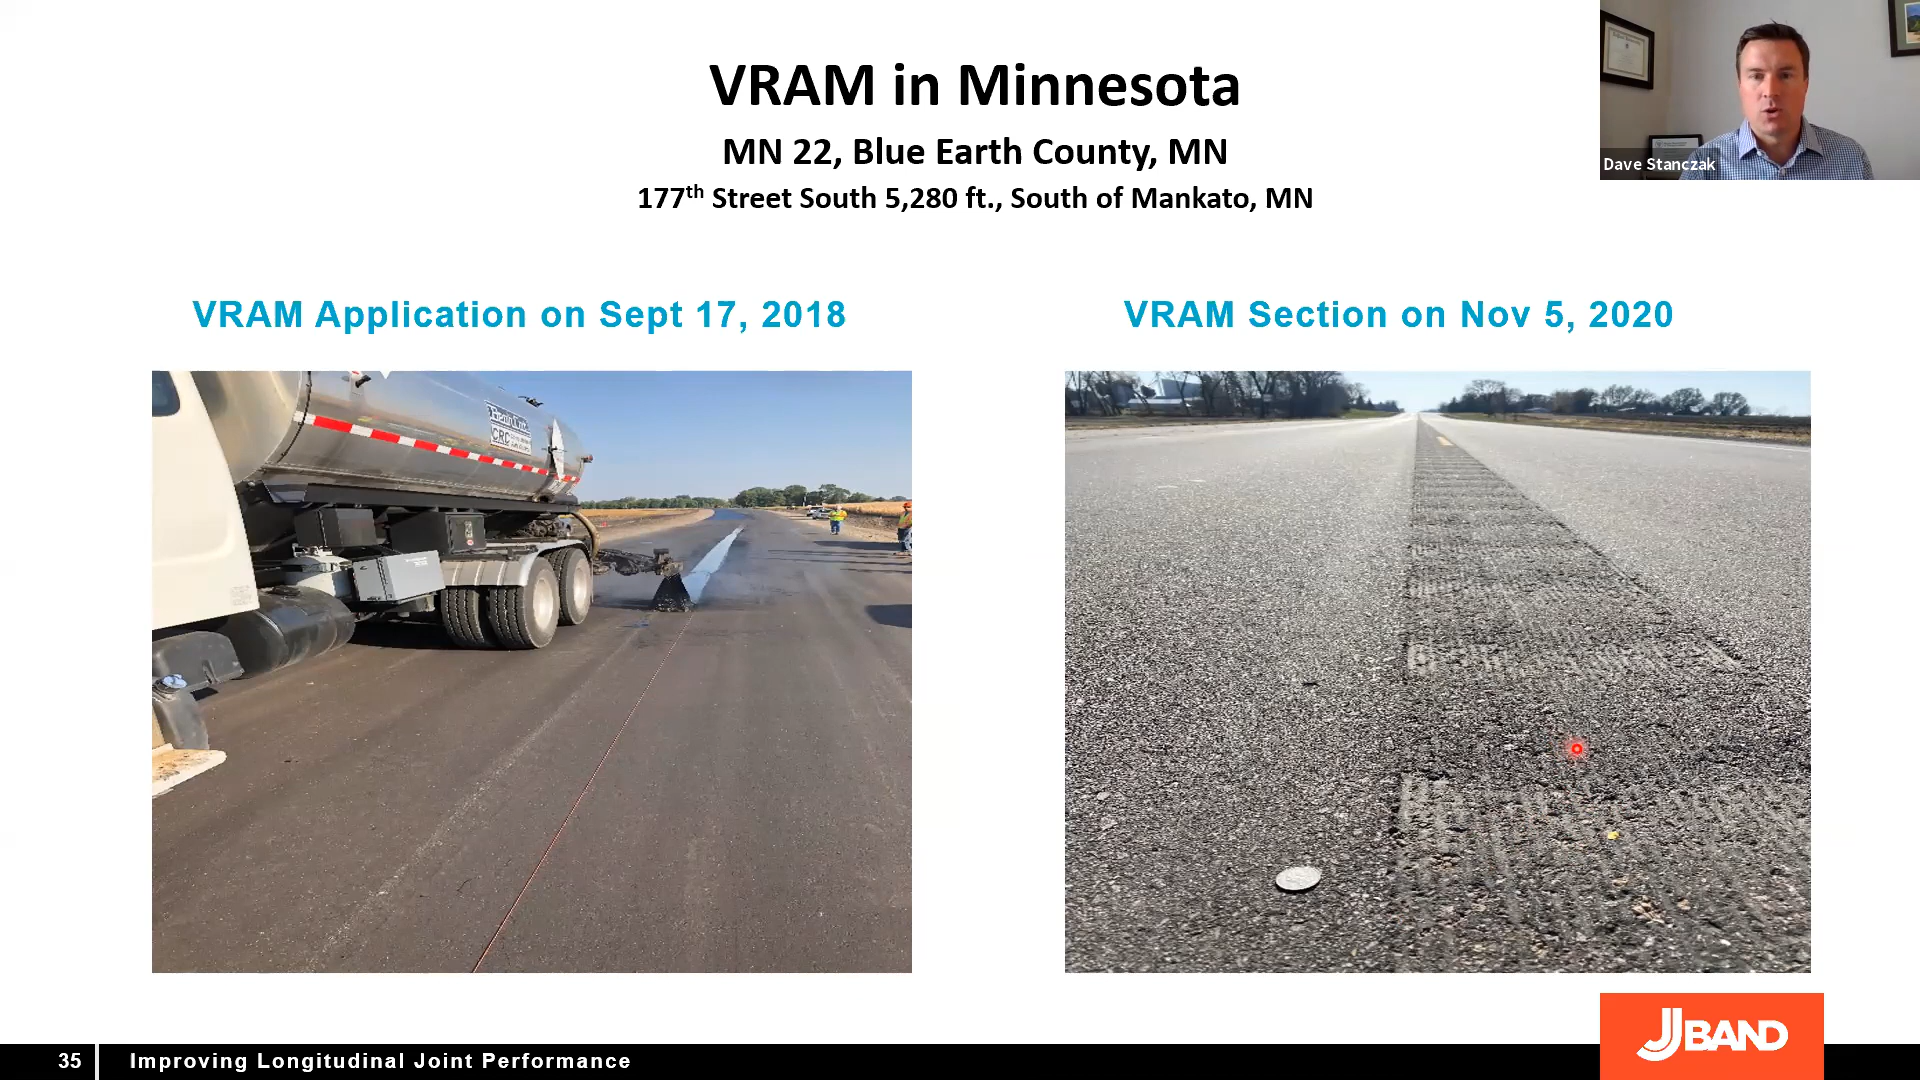 VRAM in Minnesota
MN 22, Blue Earth County, MN
177th Street South 5,280 ft., South of Mankato, MN
Dave Stanczak
VRAM Application on Sept 17, 2018
VRAM Section on Nov 5, 2020
CRC
JBAND
35
Improving Longitudinal Joint Performance